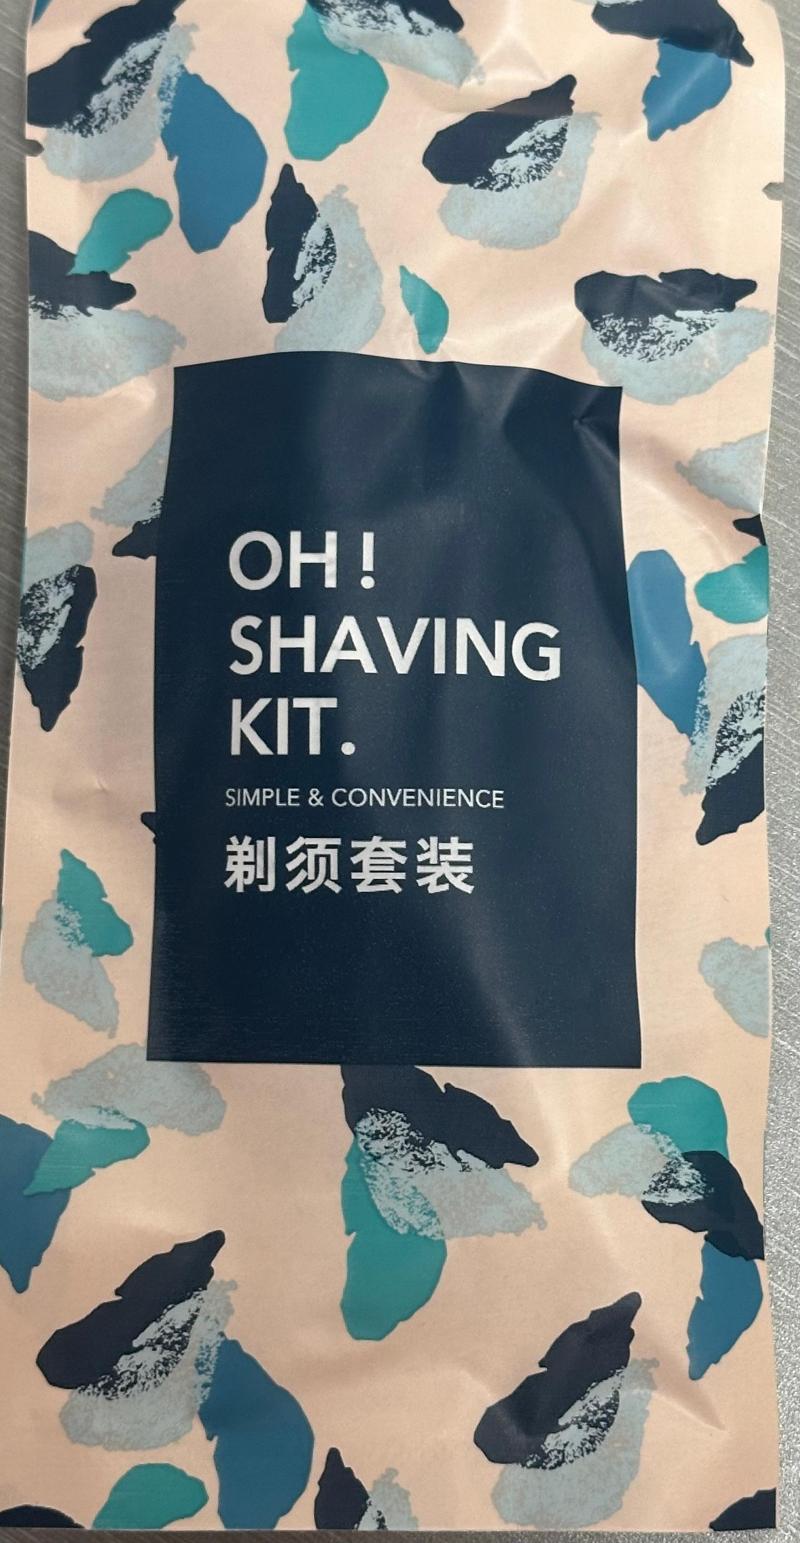 OH!
SHAVING
KIT.
SIMPLE & CONVENIENCE
剃须套装